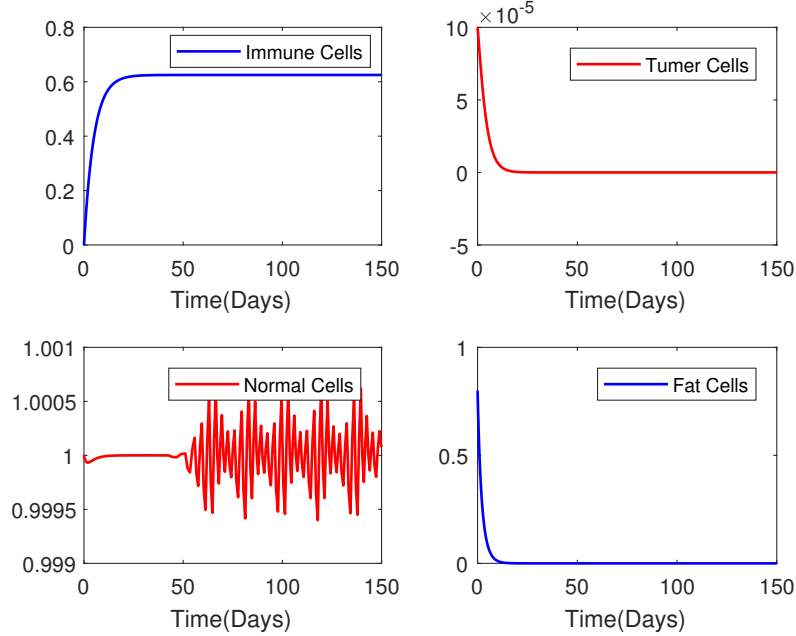 0.8
0.6
0.4
0.2
0
Immune Cells
0 50 100 150
Time(Days)
× 10^-5
10
5
0
-5
Tumer Cells
0 50 100 150
Time(Days)
1.001
1.0005
1
0.9995
0.999
Normal Cells
0 50 100 150
Time(Days)
1
0.5
0
Fat Cells
0 50 100 150
Time(Days)